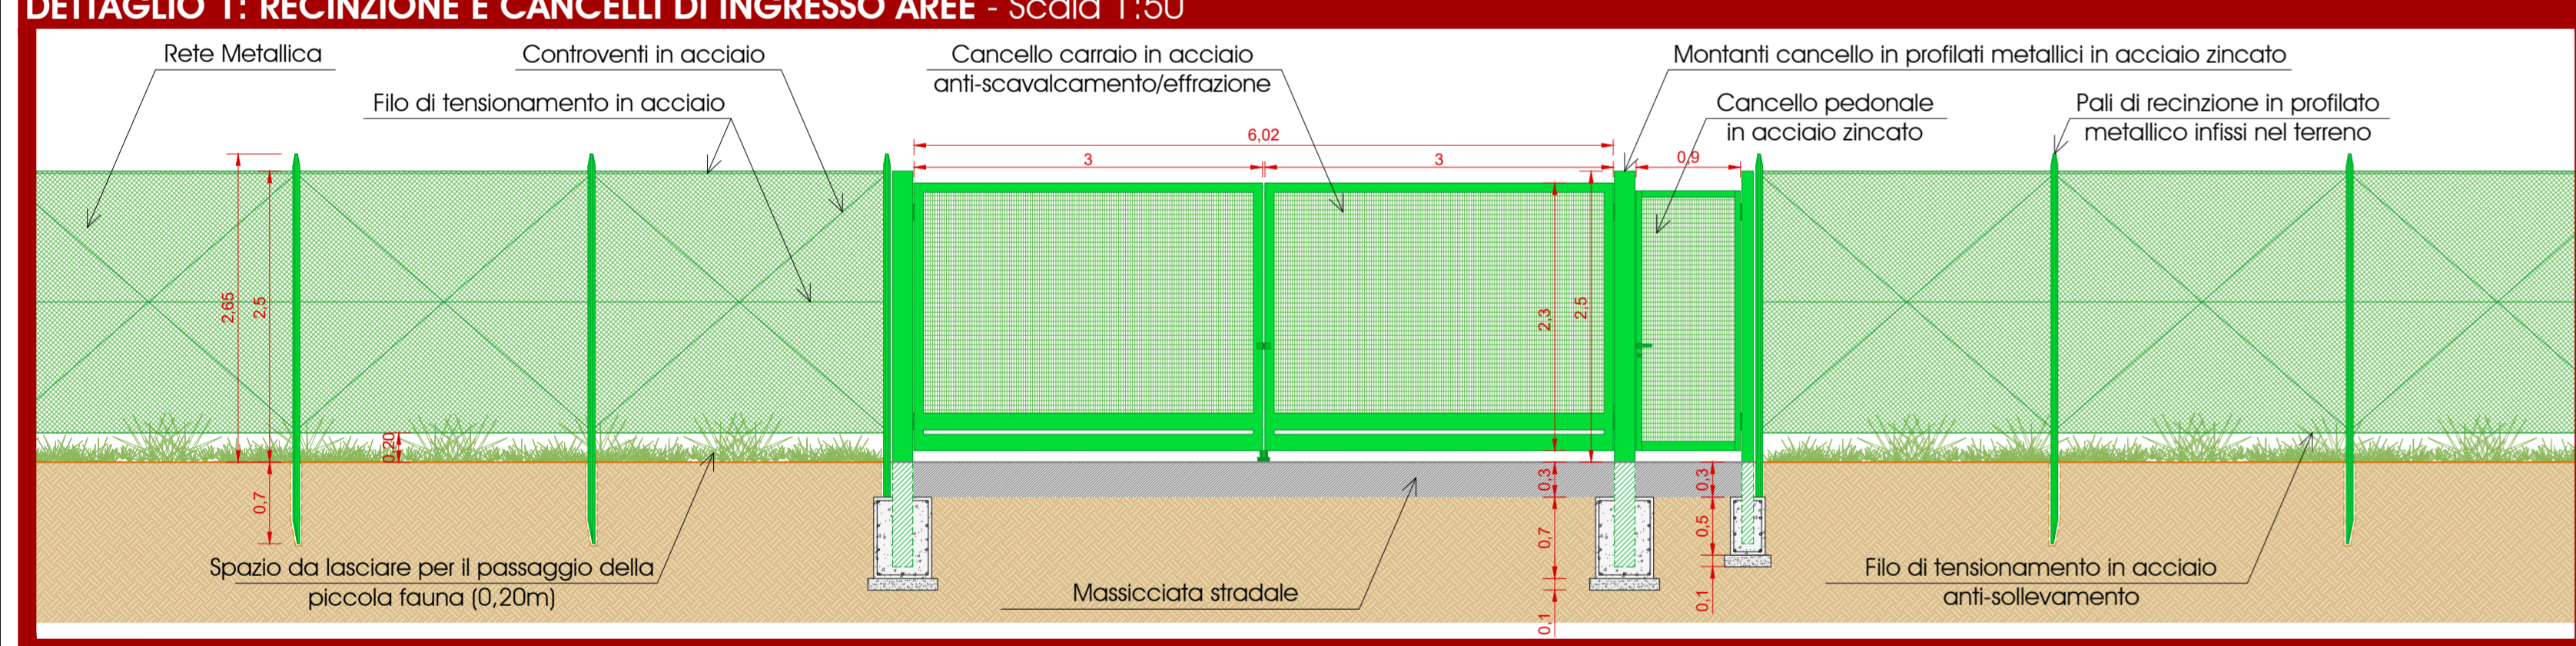 DETTAGLIO 1: RECINZIONE E CANCELLI DI INGRESSO AREE - Scala 1:50
Rete Metallica
Controventi in acciaio
Cancello carraio in acciaio
anti-scavalcamento/effrazione
Montanti cancello in profilati metallici in acciaio zincato
Filo di tensionamento in acciaio
Cancello pedonale
in acciaio zincato
Pali di recinzione in profilato
metallico infissi nel terreno
6,02
3
3
0,9
2,65
2,5
2,3
2,5
0,20
0,7
0,3
0,7
0,1
0,3
0,5
0,1
Spazio da lasciare per il passaggio della
piccola fauna (0,20m)
Massicciata stradale
Filo di tensionamento in acciaio
anti-sollevamento